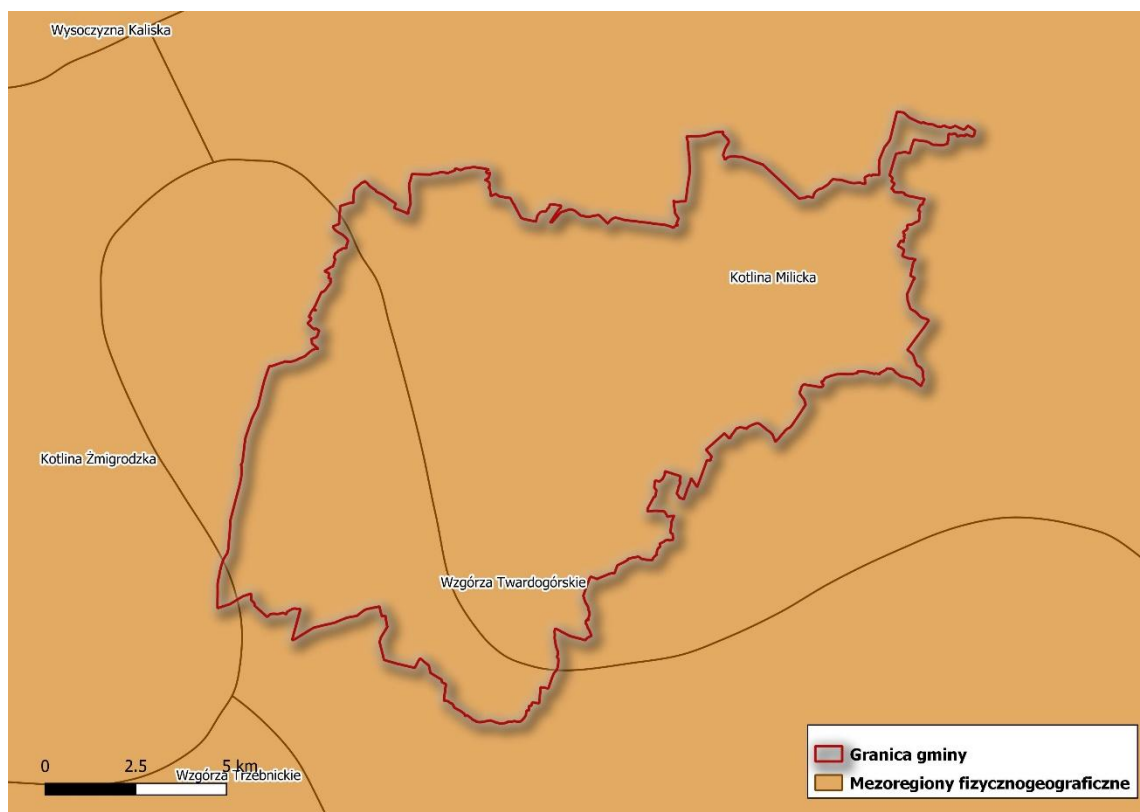 Wysoczyzna Kaliska
Kotlina Milicka
Kotlina Żmigrodzka
Wzgórza Twardogórskie
0 2.5 5 km
Wzgórza Trzebnickie
Granica gminy
Mezoregiony fizycznogeograficzne